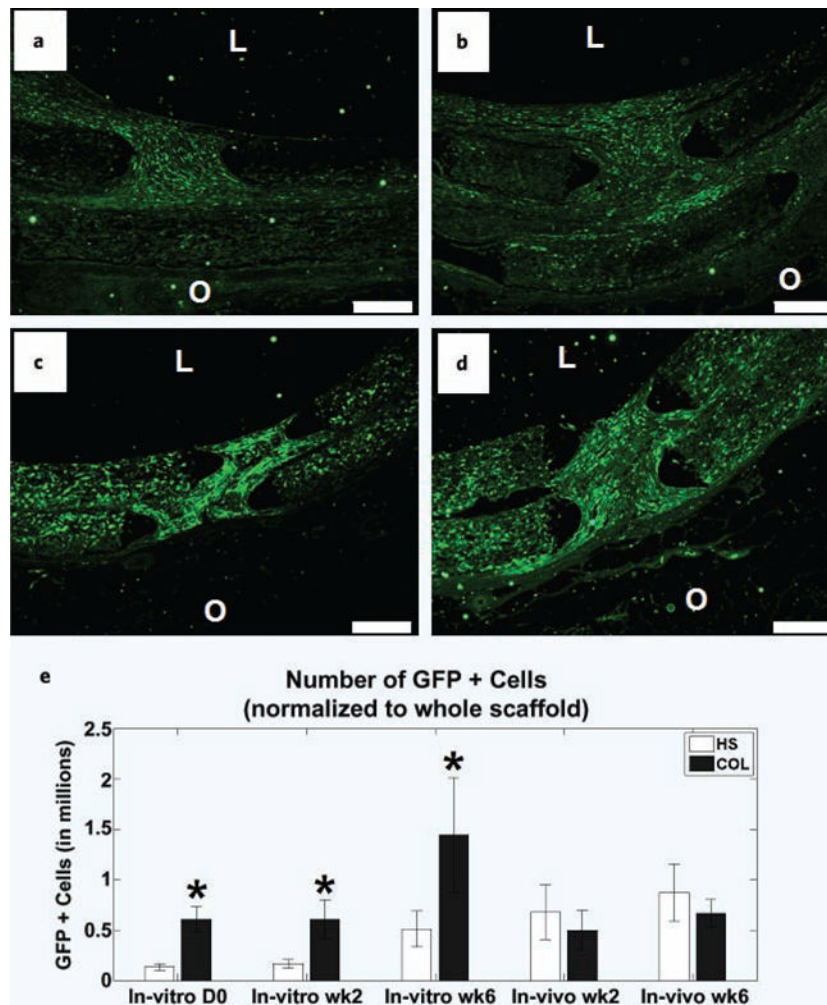 a
L
O
b
L
O
c
L
O
d
L
O
e
Number of GFP + Cells
(normalized to whole scaffold)
GFP + Cells (in millions)
2.5
2
1.5
1
0.5
0
HS
COL
*
*
*
In-vitro D0 In-vitro wk2 In-vitro wk6 In-vivo wk2 In-vivo wk6